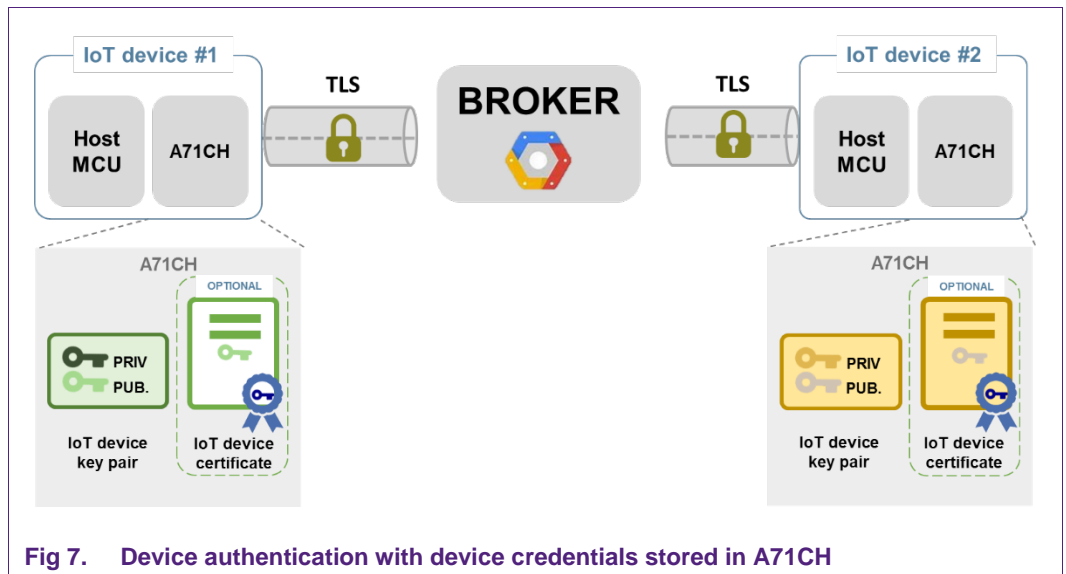 IoT device #1
Host
MCU
A71CH
TLS
BROKER
TLS
IoT device #2
Host
MCU
A71CH
A71CH
OPTIONAL
PRIV
PUB.
IoT device
key pair
IoT device
certificate
A71CH
OPTIONAL
PRIV
PUB.
IoT device
key pair
IoT device
certificate
Fig 7. Device authentication with device credentials stored in A71CH